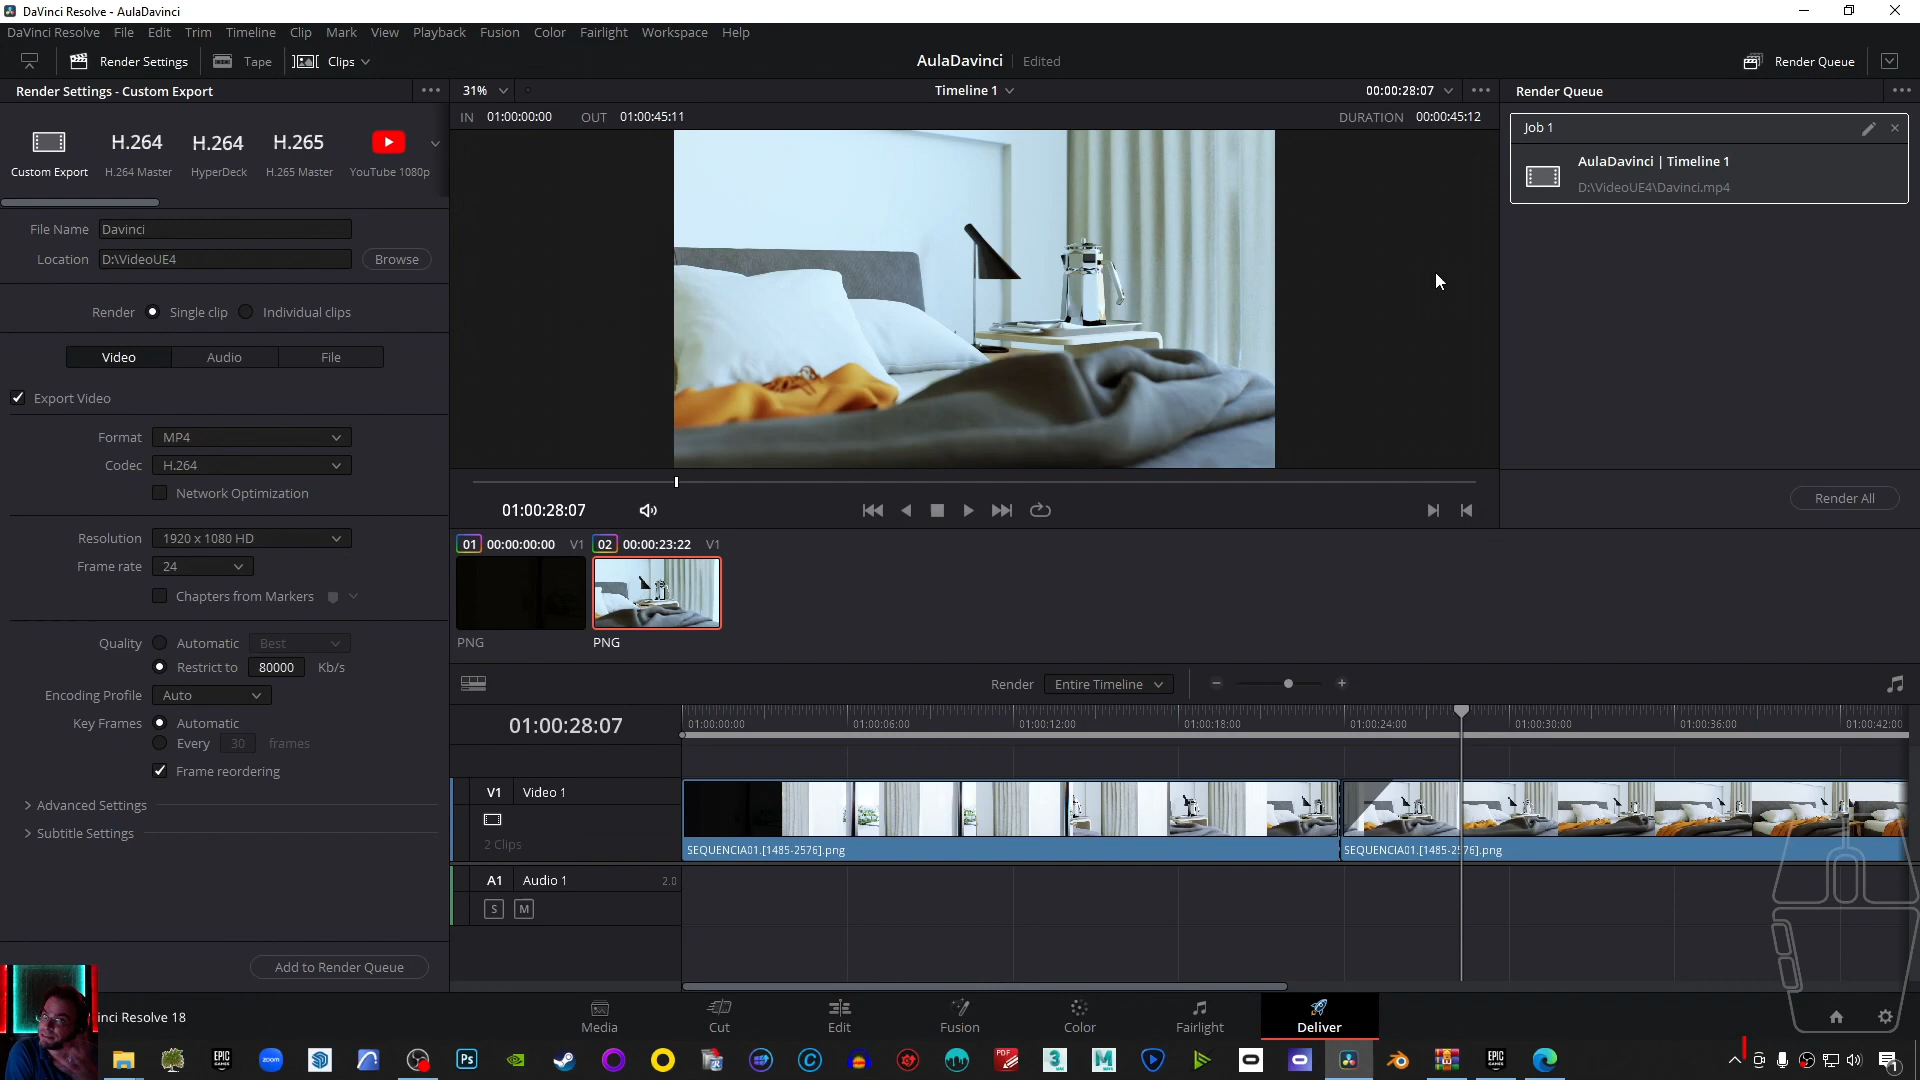 DaVinci Resolve - AulaDavinci
DaVinci Resolve File Edit Trim Timeline Clip Mark View Playback Fusion Color Fairlight Workspace Help
Render Settings Tape Clips AulaDavinci Edited Render Queue
Render Settings - Custom Export 31% Timeline 1 00:00:28:07 Render Queue
IN 01:00:00:00 OUT 01:00:45:11 DURATION 00:00:45:12
Job 1
H.264 H.264 H.265
Custom Export H.264 Master HyperDeck H.265 Master YouTube 1080p
AulaDavinci | Timeline 1
D:\VideoUE4\Davinci.mp4
File Name Davinci
Location D:\VideoUE4 Browse
Render Single clip Individual clips
Video Audio File
Export Video
Format MP4
Codec H.264
Network Optimization
Render All
01:00:28:07
Resolution 1920 x 1080 HD
Frame rate 24
Chapters from Markers
01 00:00:00:00 V1 02 00:00:23:22 V1
PNG PNG
Quality Automatic Best
Restrict to 80000 Kb/s
Encoding Profile Auto
Key Frames Automatic
Every 30 frames
Frame reordering
Advanced Settings
Subtitle Settings
Add to Render Queue
Render Entire Timeline
01:00:28:07 01:00:00:00 01:00:06:00 01:00:12:00 01:00:18:00 01:00:24:00 01:00:30:00 01:00:36:00 01:00:42:00
V1 Video 1
2 Clips
SEQUENCIA01.[1485-2576].png SEQUENCIA01.[1485-2576].png
A1 Audio 1 2.0
S M
inci Resolve 18
Media Cut Edit Fusion Color Fairlight Deliver
EPIC GAMES zoom Ps PDF 3 M EPIC GAMES 1